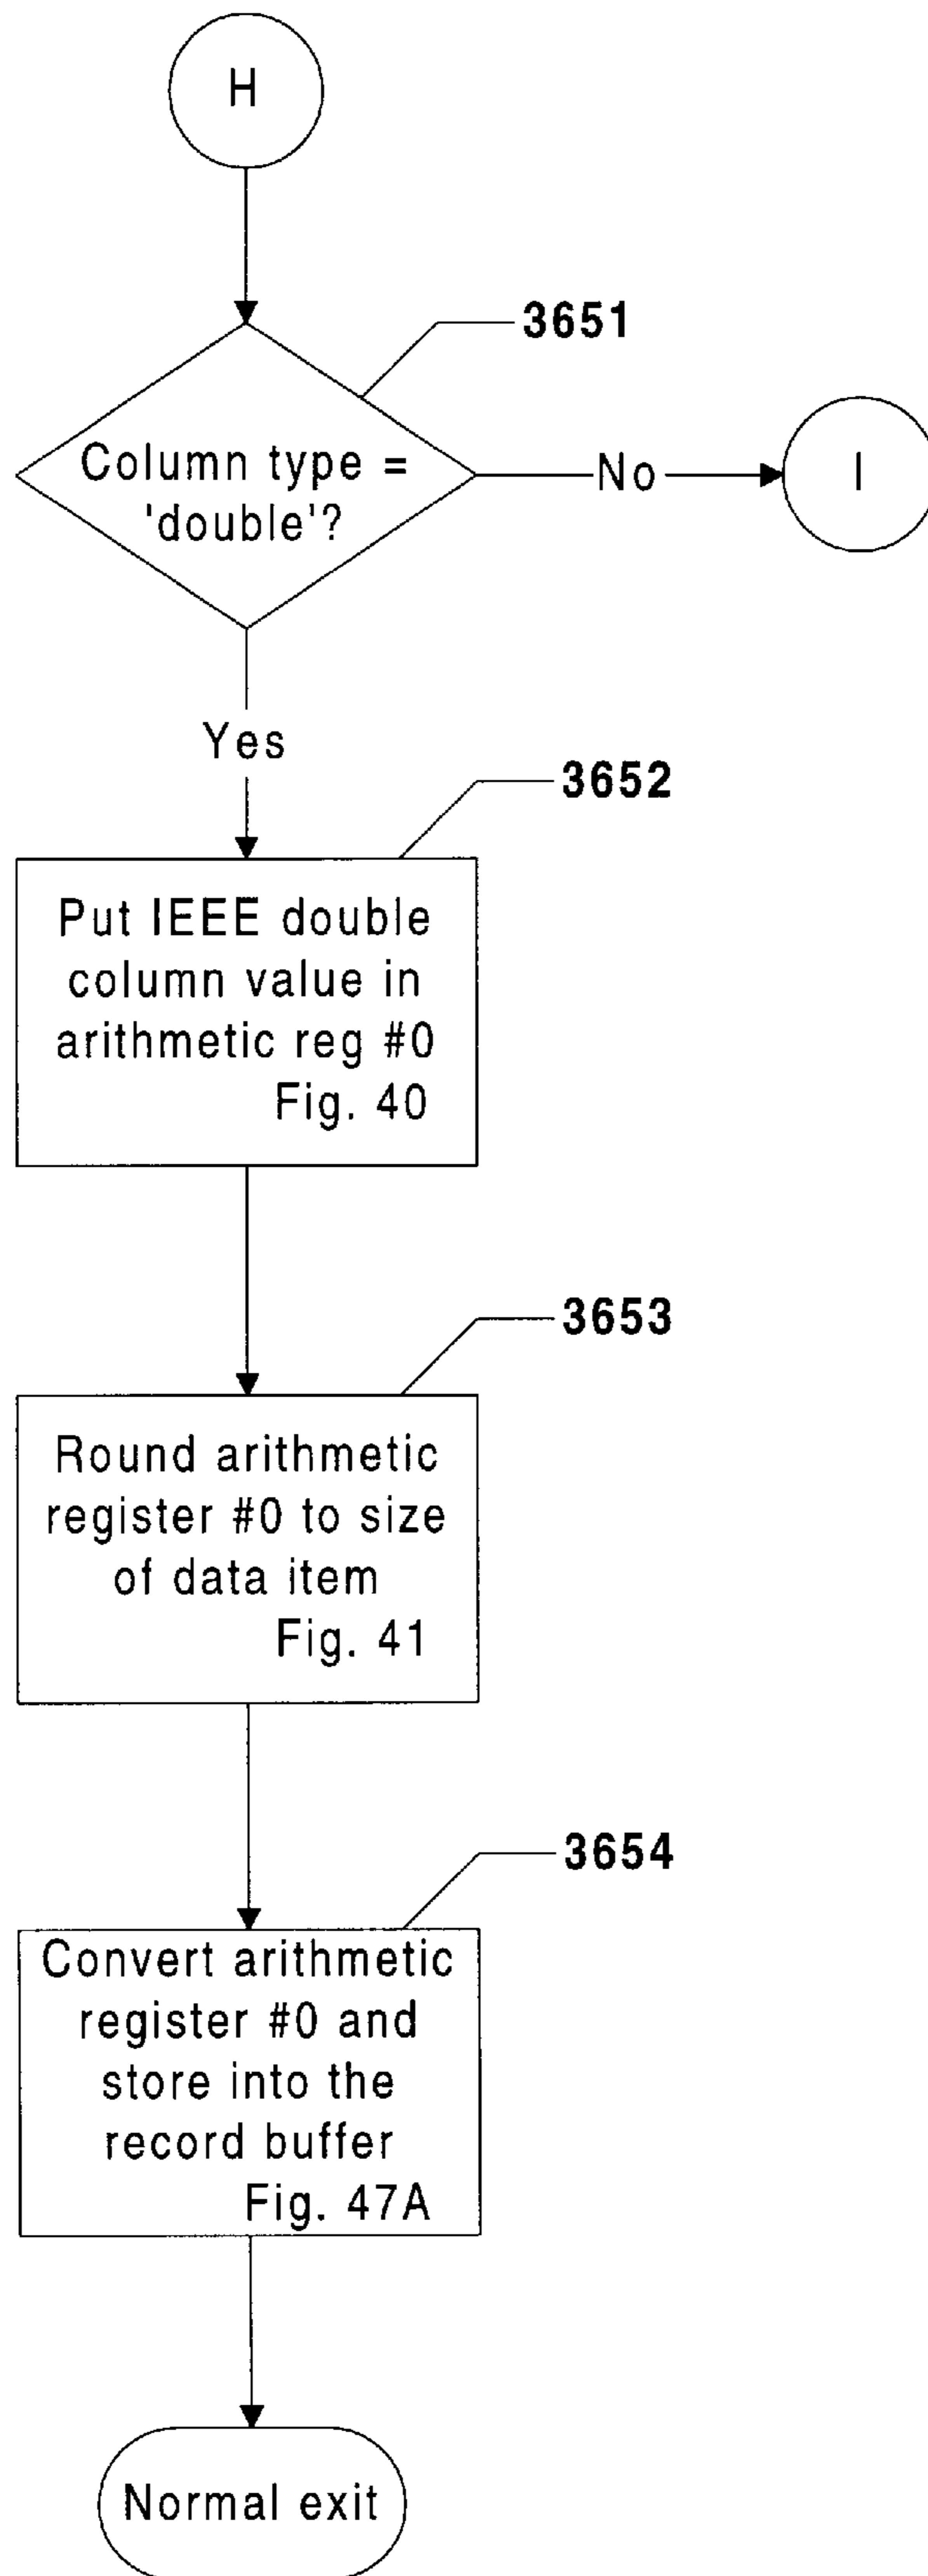 H
3651
Column type =
'double'?
No
I
Yes
3652
Put IEEE double
column value in
arithmetic reg #0
Fig. 40
3653
Round arithmetic
register #0 to size
of data item
Fig. 41
3654
Convert arithmetic
register #0 and
store into the
record buffer
Fig. 47A
Normal exit